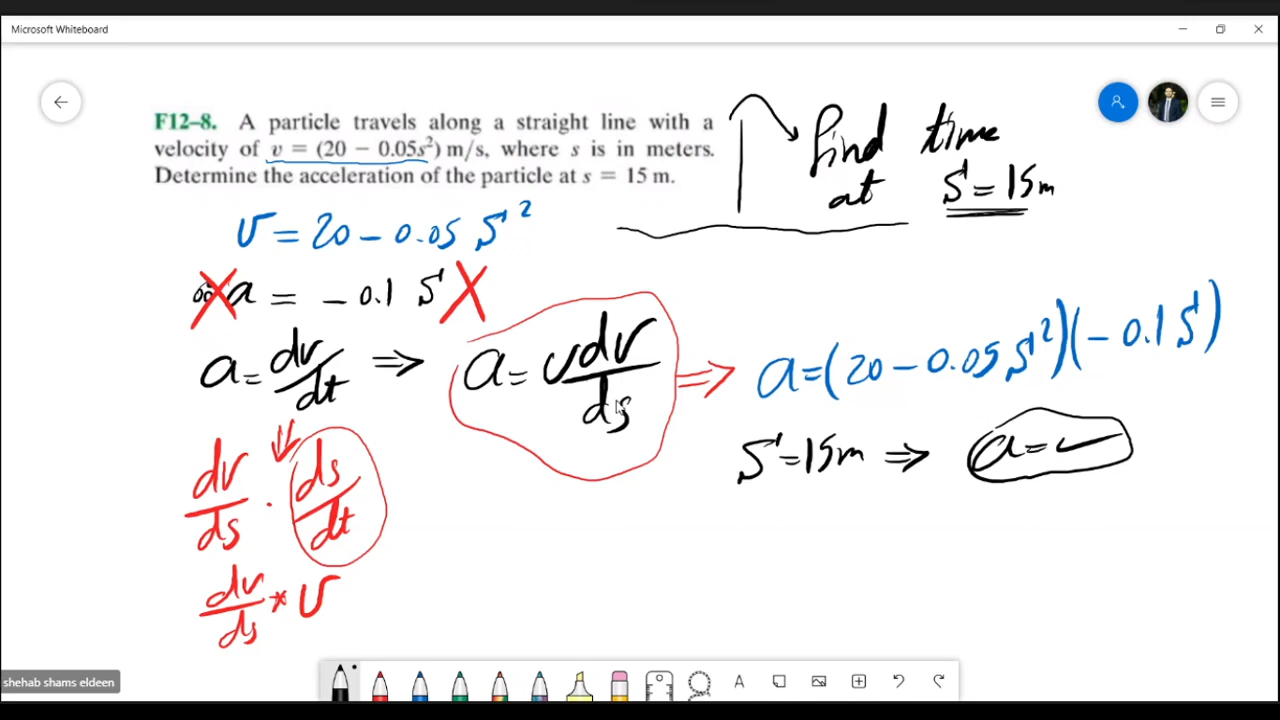 Microsoft Whiteboard
F12–8. A particle travels along a straight line with a
velocity of v = (20 − 0.05s²) m/s, where s is in meters.
Determine the acceleration of the particle at s = 15 m.
find time
at S = 15m
v = 20 − 0.05 S²
a = − 0.1 S
a = dv/dt ⇒ a = v dv/ds ⇒ a = (20 − 0.05 S²)(− 0.1 S)
S = 15m ⇒ a = ✓
dv/ds . ds/dt
dv/ds * v
shehab shams eldeen
A